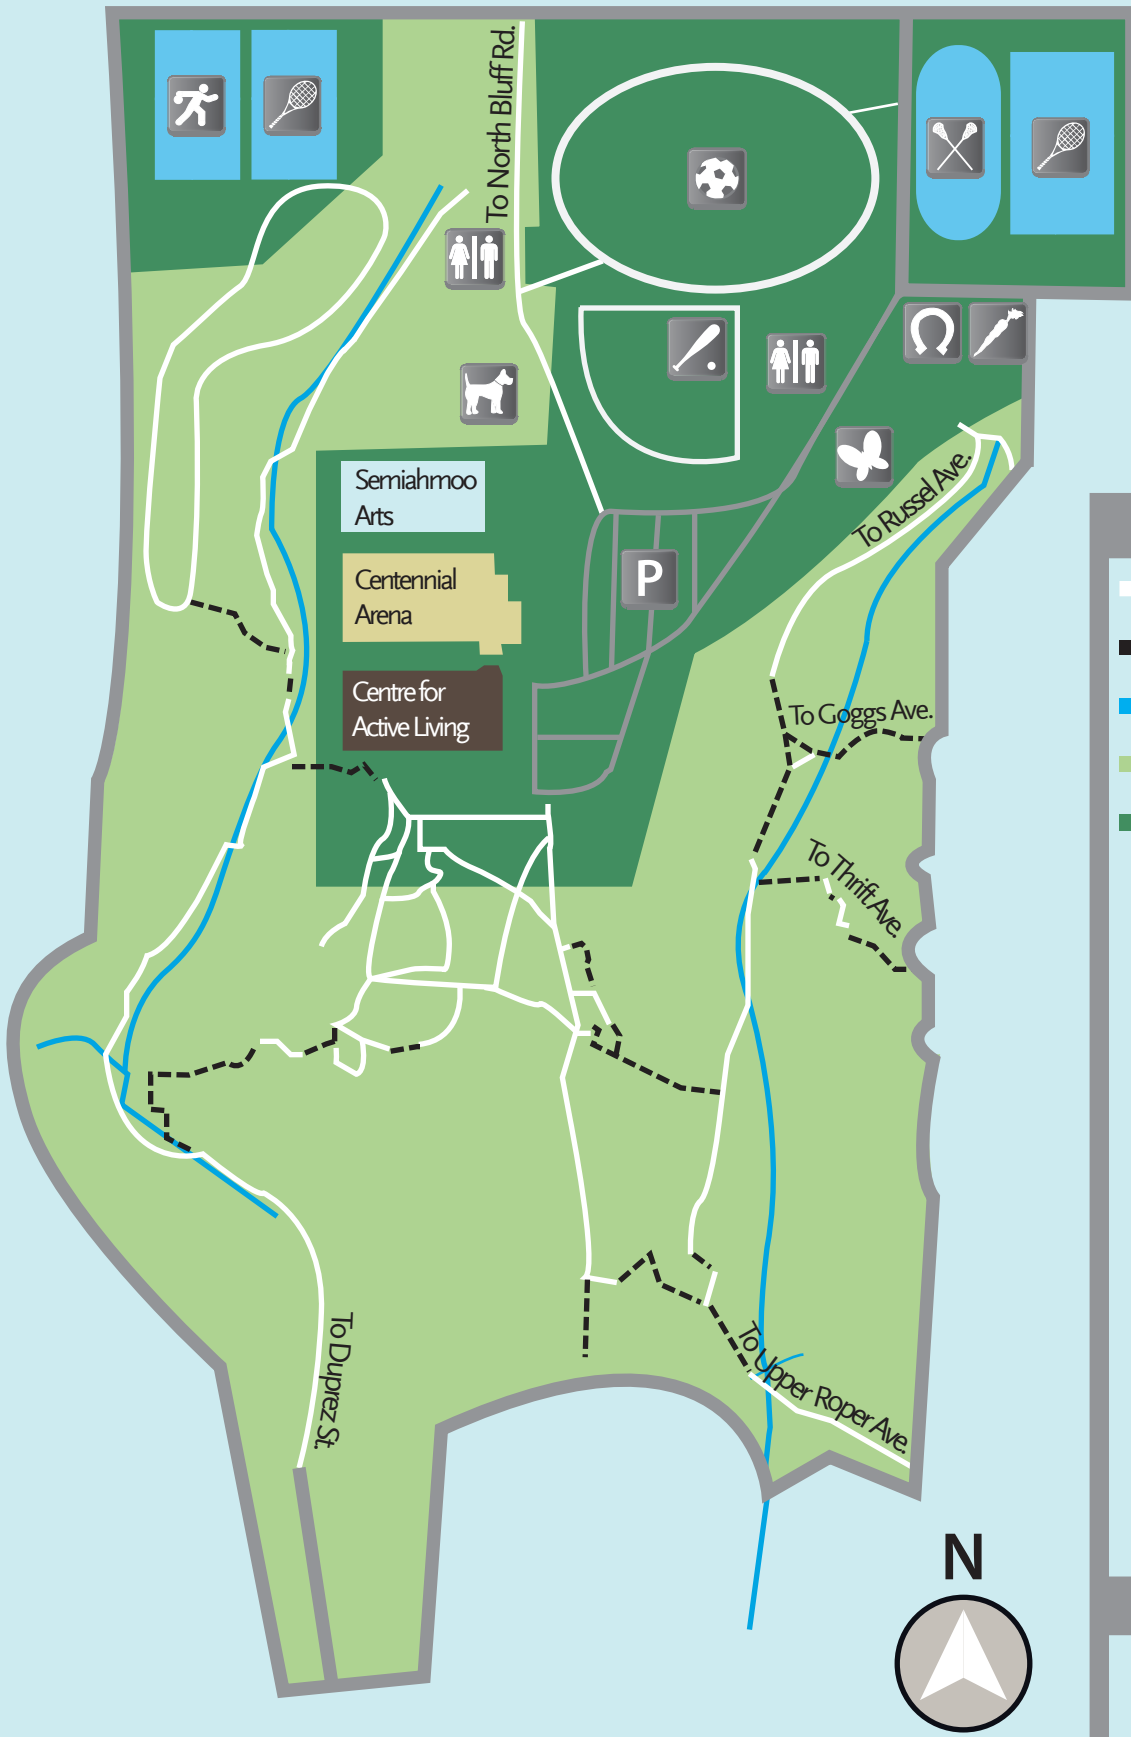 To North Bluff Rd.
Semiahmoo
Arts
Centennial
Arena
P
To Russel Ave.
Centre for
Active Living
To Goggs Ave.
To Thrift Ave.
To Duprez St.
To Upper Roper Ave.
N